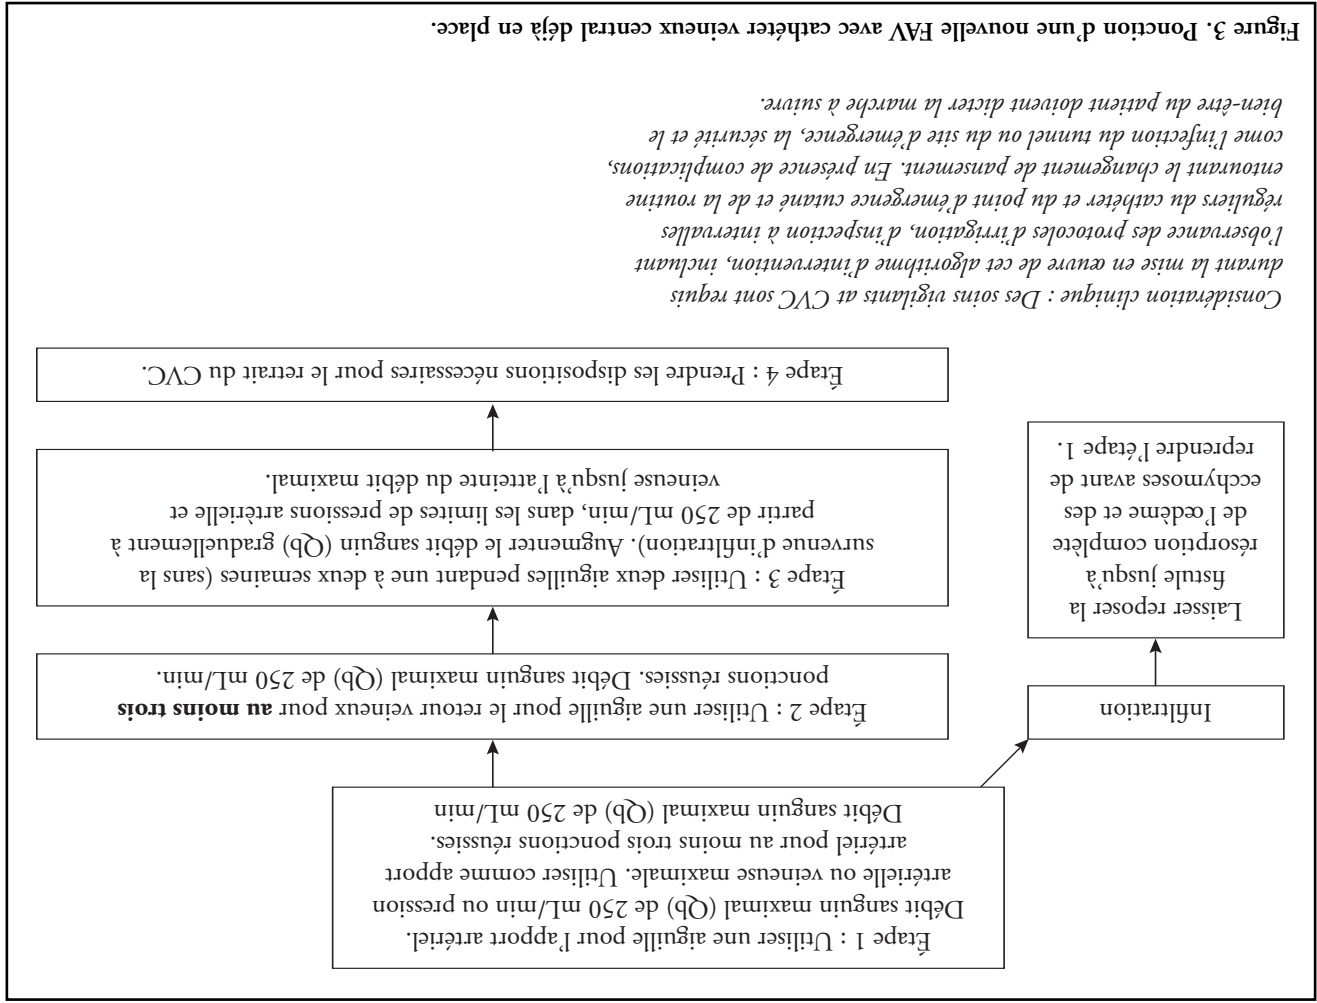 Étape 1 : Utiliser une aiguille pour l'apport artériel.
Débit sanguin maximal (Qb) de 250 mL/min ou pression
artérielle ou veineuse maximale. Utiliser comme apport
artériel pour au moins trois ponctions réussies.
Débit sanguin maximal (Qb) de 250 mL/min
Infiltration
Laisser reposer la
fistule jusqu'à
résorption complète
de l'œdème et des
ecchymoses avant de
reprendre l'étape 1.
Étape 2 : Utiliser une aiguille pour le retour veineux pour au moins trois
ponctions réussies. Débit sanguin maximal (Qb) de 250 mL/min.
Étape 3 : Utiliser deux aiguilles pendant une à deux semaines (sans la
survenue d'infiltration). Augmenter le débit sanguin (Qb) graduellement à
partir de 250 mL/min, dans les limites de pressions artèrielle et
veineuse jusqu'à l'atteinte du débit maximal.
Étape 4 : Prendre les dispositions nécessaires pour le retrait du CVC.
Considération clinique : Des soins vigilants at CVC sont requis
durant la mise en œuvre de cet algorithme d'intervention, incluant
l'observance des protocoles d'irrigation, d'inspection à intervalles
réguliers du cathéter et du point d'émergence cutané et de la routine
entourant le changement de pansement. En présence de complications,
come l'infection du tunnel ou du site d'émergence, la sécurité et le
bien-être du patient doivent dicter la marche à suivre.
Figure 3. Ponction d'une nouvelle FAV avec cathéter veineux central déjà en place.